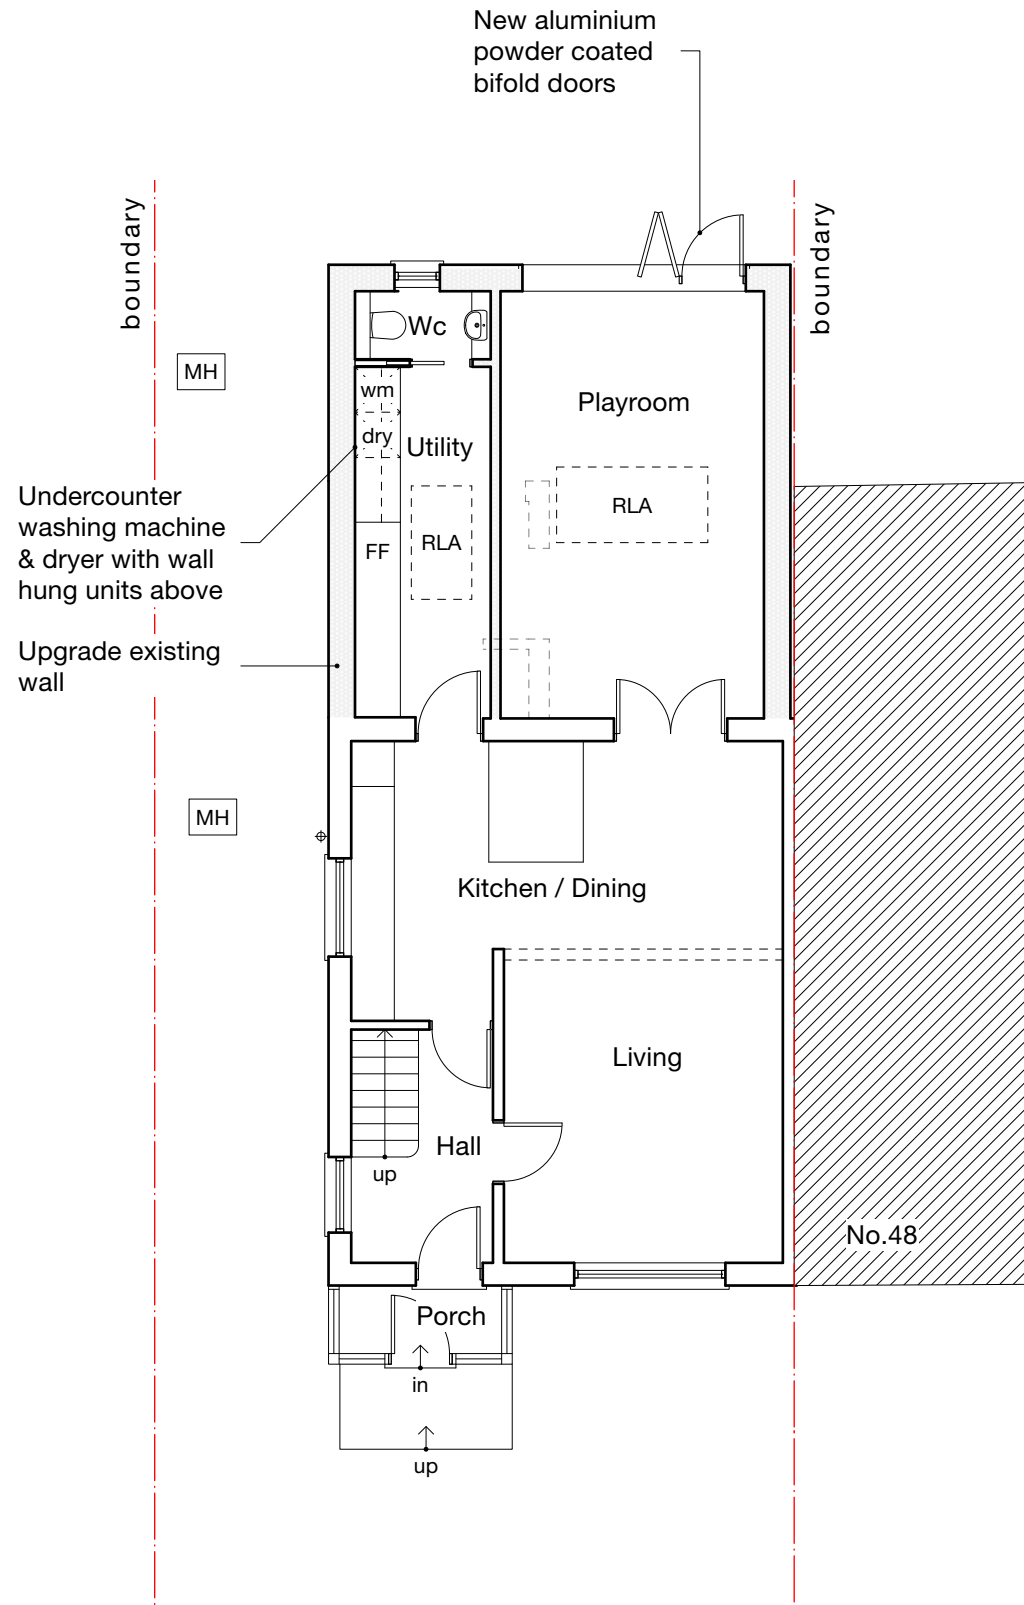 New aluminium
powder coated
bifold doors
boundary
boundary
MH
Wc
wm
dry
Utility
Playroom
RLA
RLA
FF
Undercounter
washing machine
& dryer with wall
hung units above
Upgrade existing
wall
MH
Kitchen / Dining
Living
Hall
up
No.48
Porch
in
up